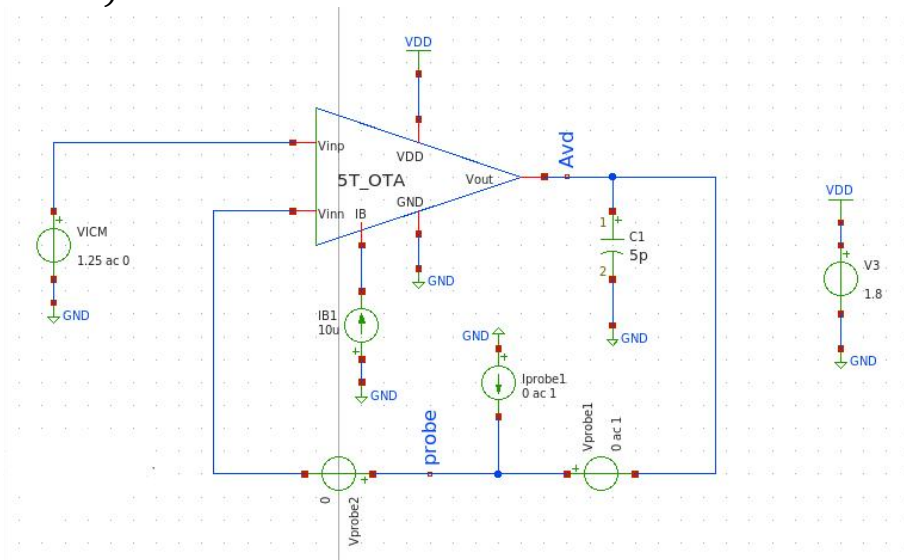 VDD
Vinp
VDD
Avd
5T_OTA
Vout
Vinn
IB
GND
VDD
VICM
1.25 ac 0
GND
1
C1
5p
2
V3
1.8
GND
IB1
10u
GND
GND
Iprobe1
0 ac 1
GND
GND
probe
Vprobe1
0 ac 1
0
Vprobe2